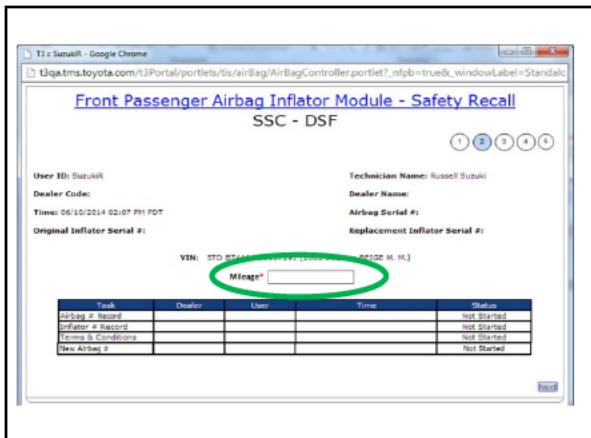 T3 : SuzukiR - Google Chrome
t3qa.tms.toyota.com/t3Portal/portlets/tis/airBag/AirBagController.portlet?_nfpb=true&_windowLabel=Standalc
Front Passenger Airbag Inflator Module - Safety Recall
SSC - DSF
1 2 3 4 5
User ID: SuzukiR Technician Name: Russell Suzuki
Dealer Code: Dealer Name:
Time: 06/10/2014 02:07 PM PDT Airbag Serial #:
Original Inflator Serial #: Replacement Inflator Serial #:
VIN: BEIGE M. M.)
Mileage*
Task Dealer User Time Status
Airbag # Record Not Started
Inflator # Record Not Started
Terms & Conditions Not Started
New Airbag # Not Started
Next